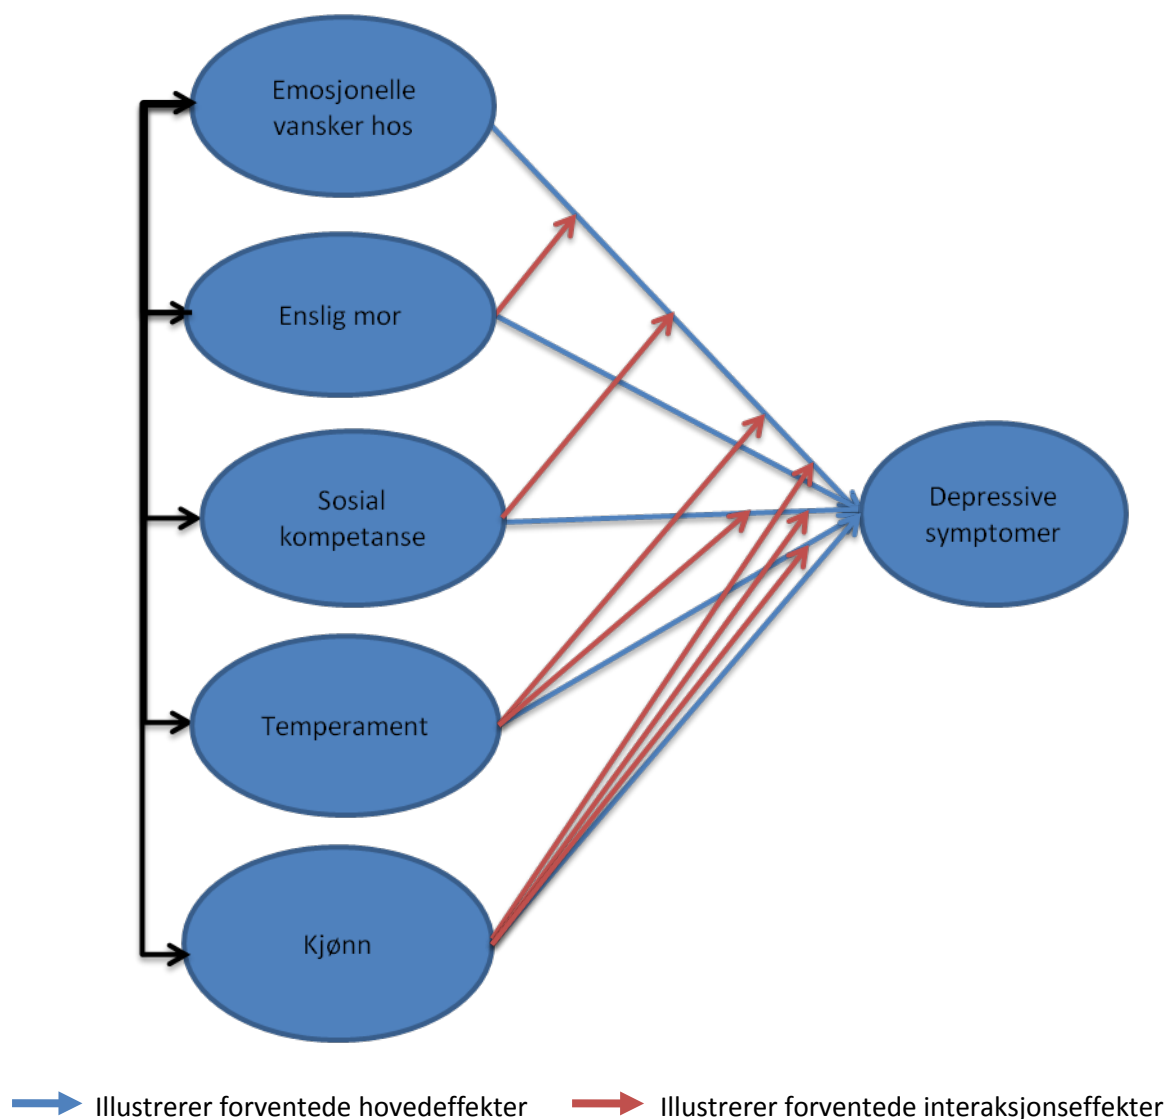 Emosjonelle
vansker hos
Enslig mor
Sosial
kompetanse
Depressive
symptomer
Temperament
Kjønn
Illustrerer forventede hovedeffekter
Illustrerer forventede interaksjonseffekter